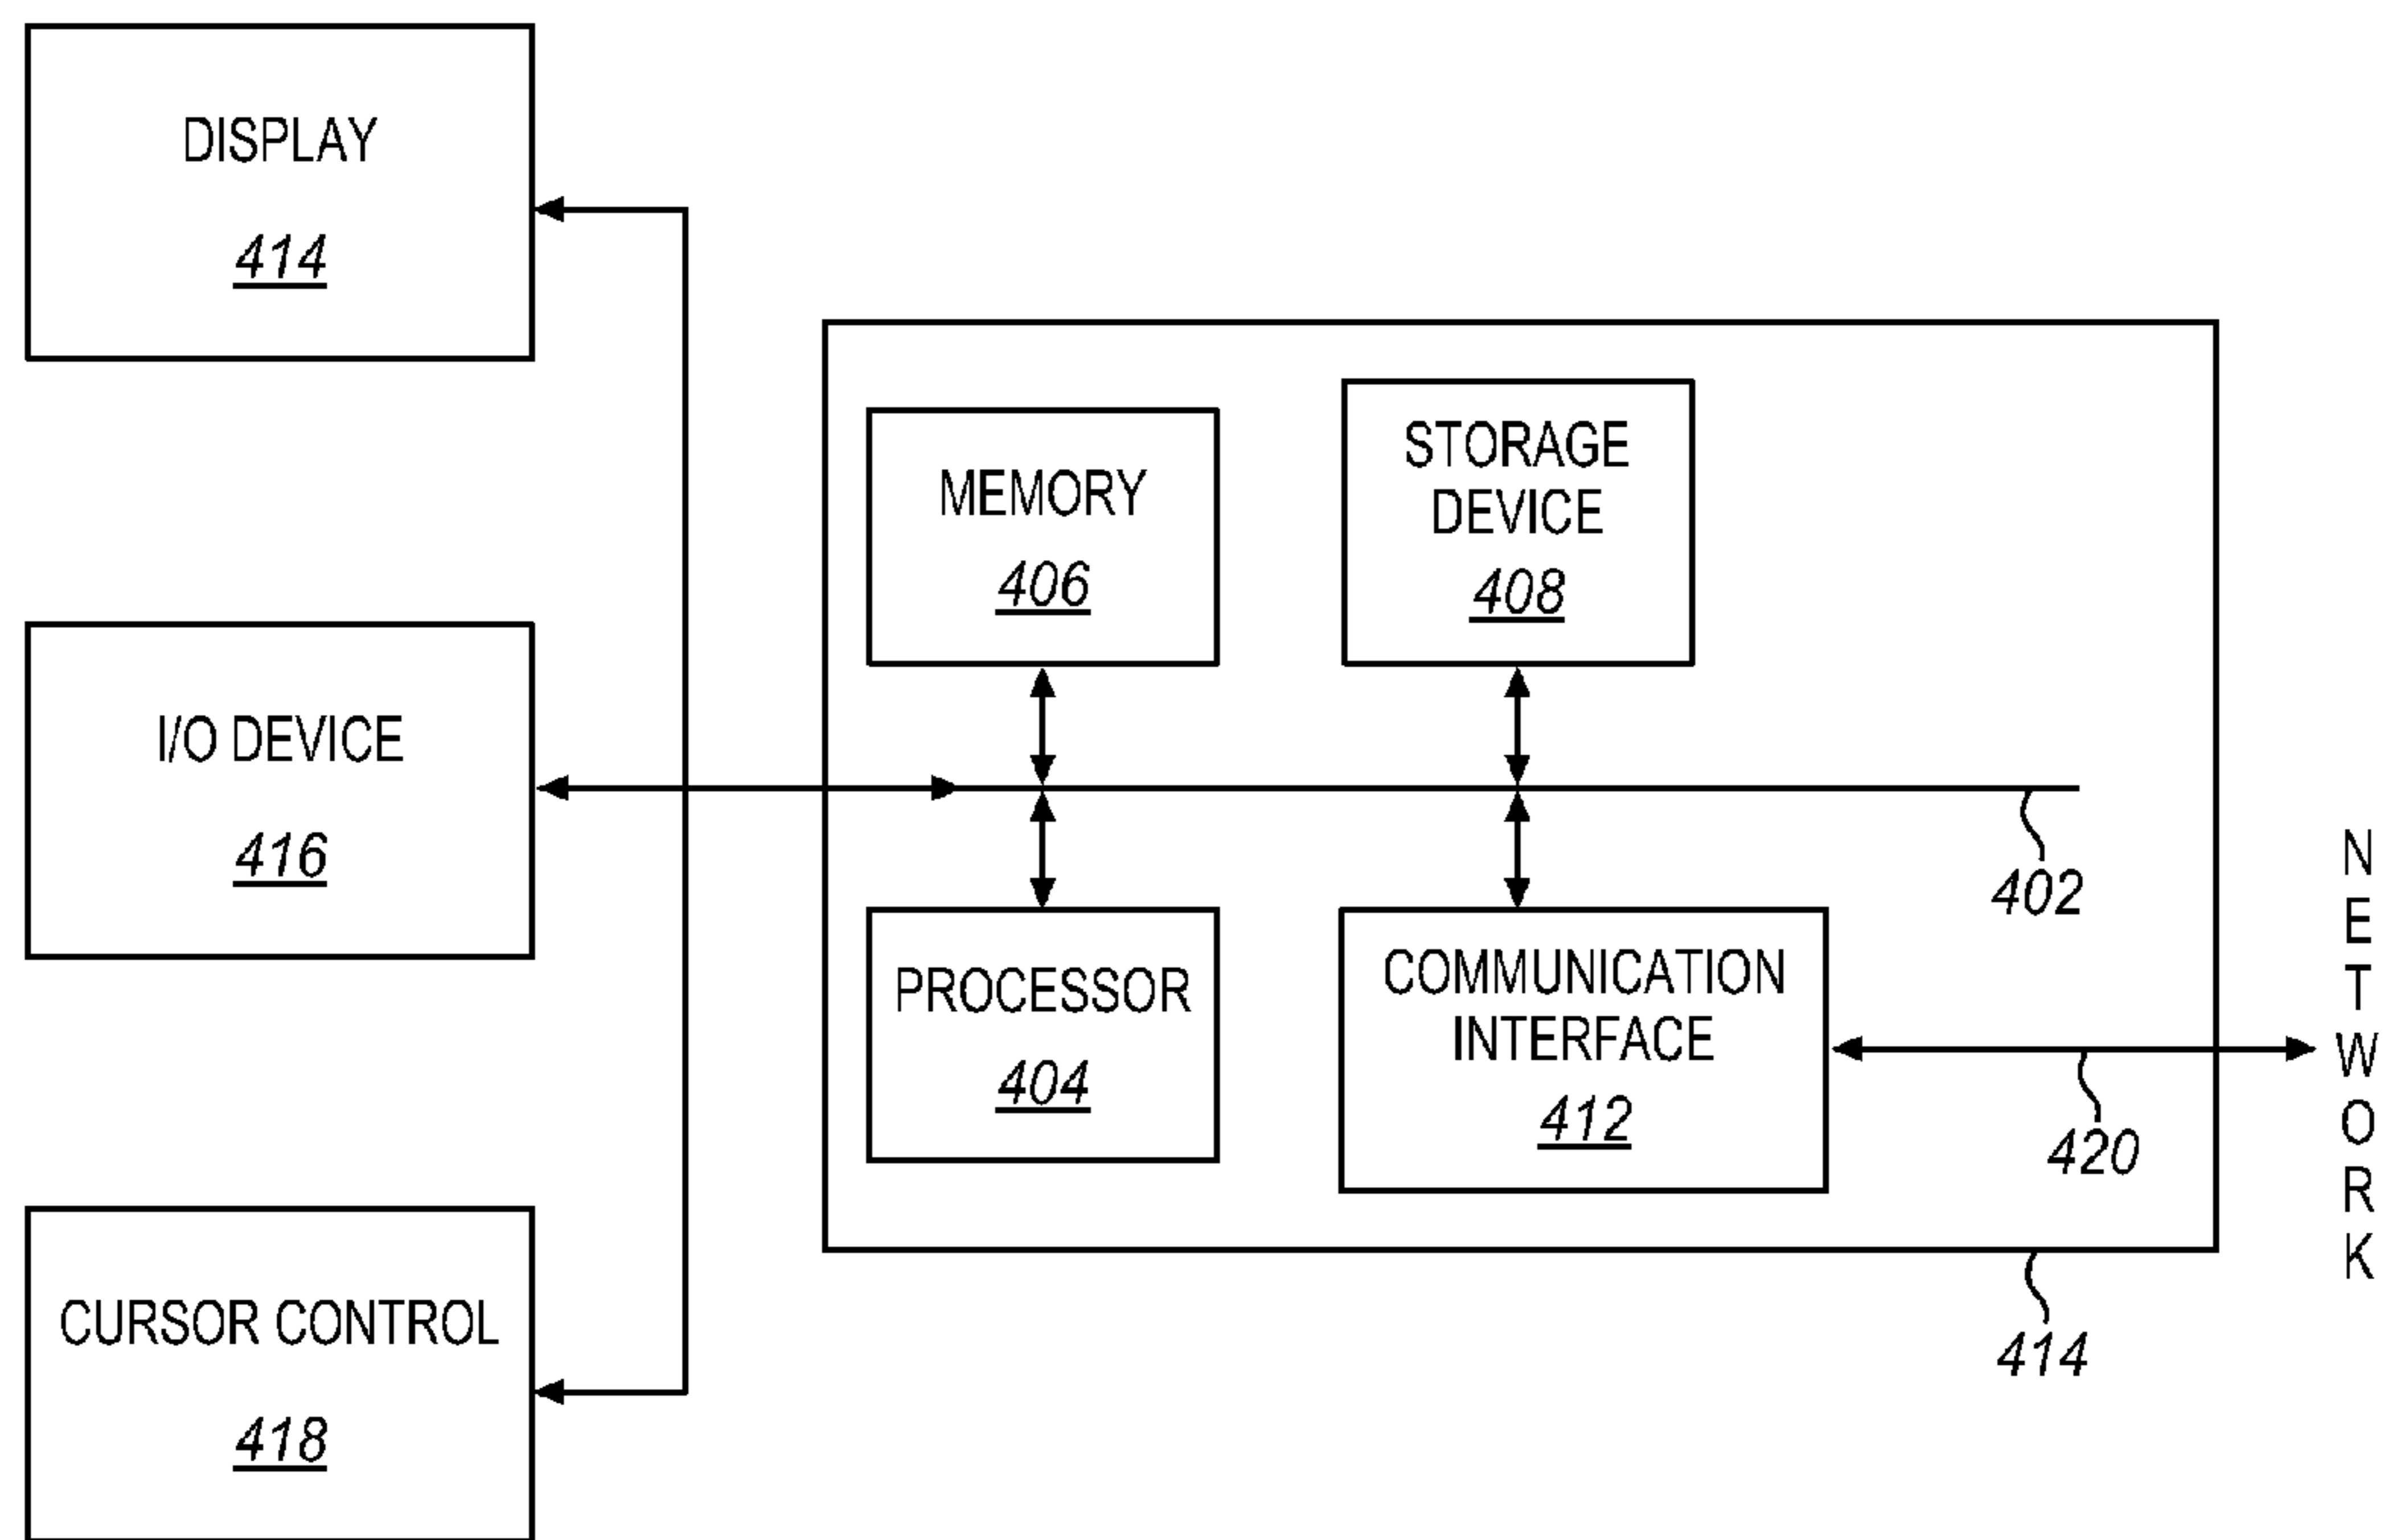 DISPLAY
414
I/O DEVICE
416
CURSOR CONTROL
418
MEMORY
406
STORAGE
DEVICE
408
PROCESSOR
404
COMMUNICATION
INTERFACE
412
402
420
414
NETWORK